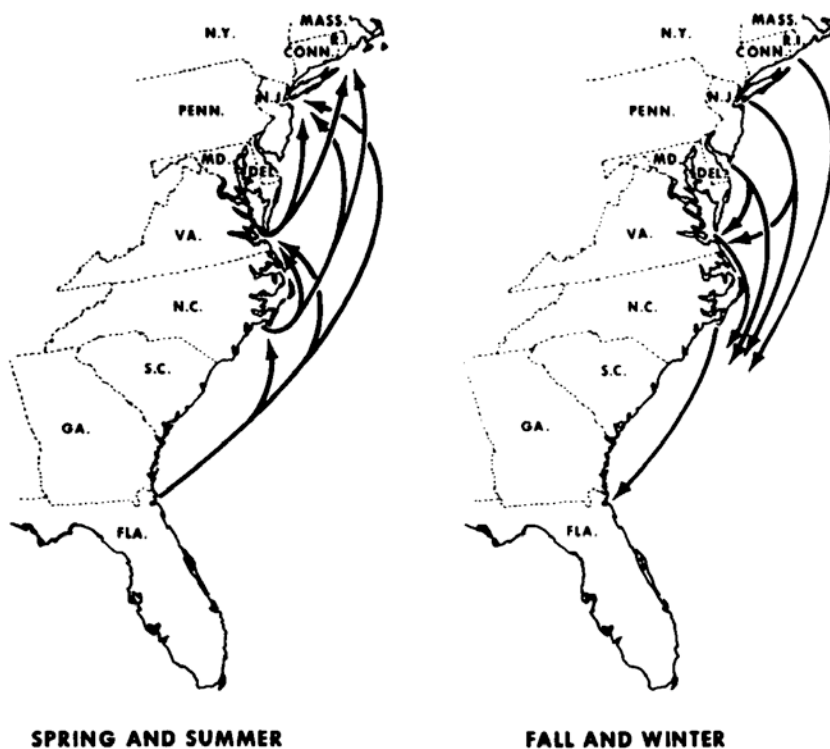 MASS.
N.Y.
R.I.
CONN.
N.J.
PENN.
MD.
DEL.
VA.
N.C.
S.C.
GA.
FLA.
SPRING AND SUMMER
MASS.
N.Y.
R.I.
CONN.
N.J.
PENN.
MD.
DEL.
VA.
N.C.
S.C.
GA.
FLA.
FALL AND WINTER